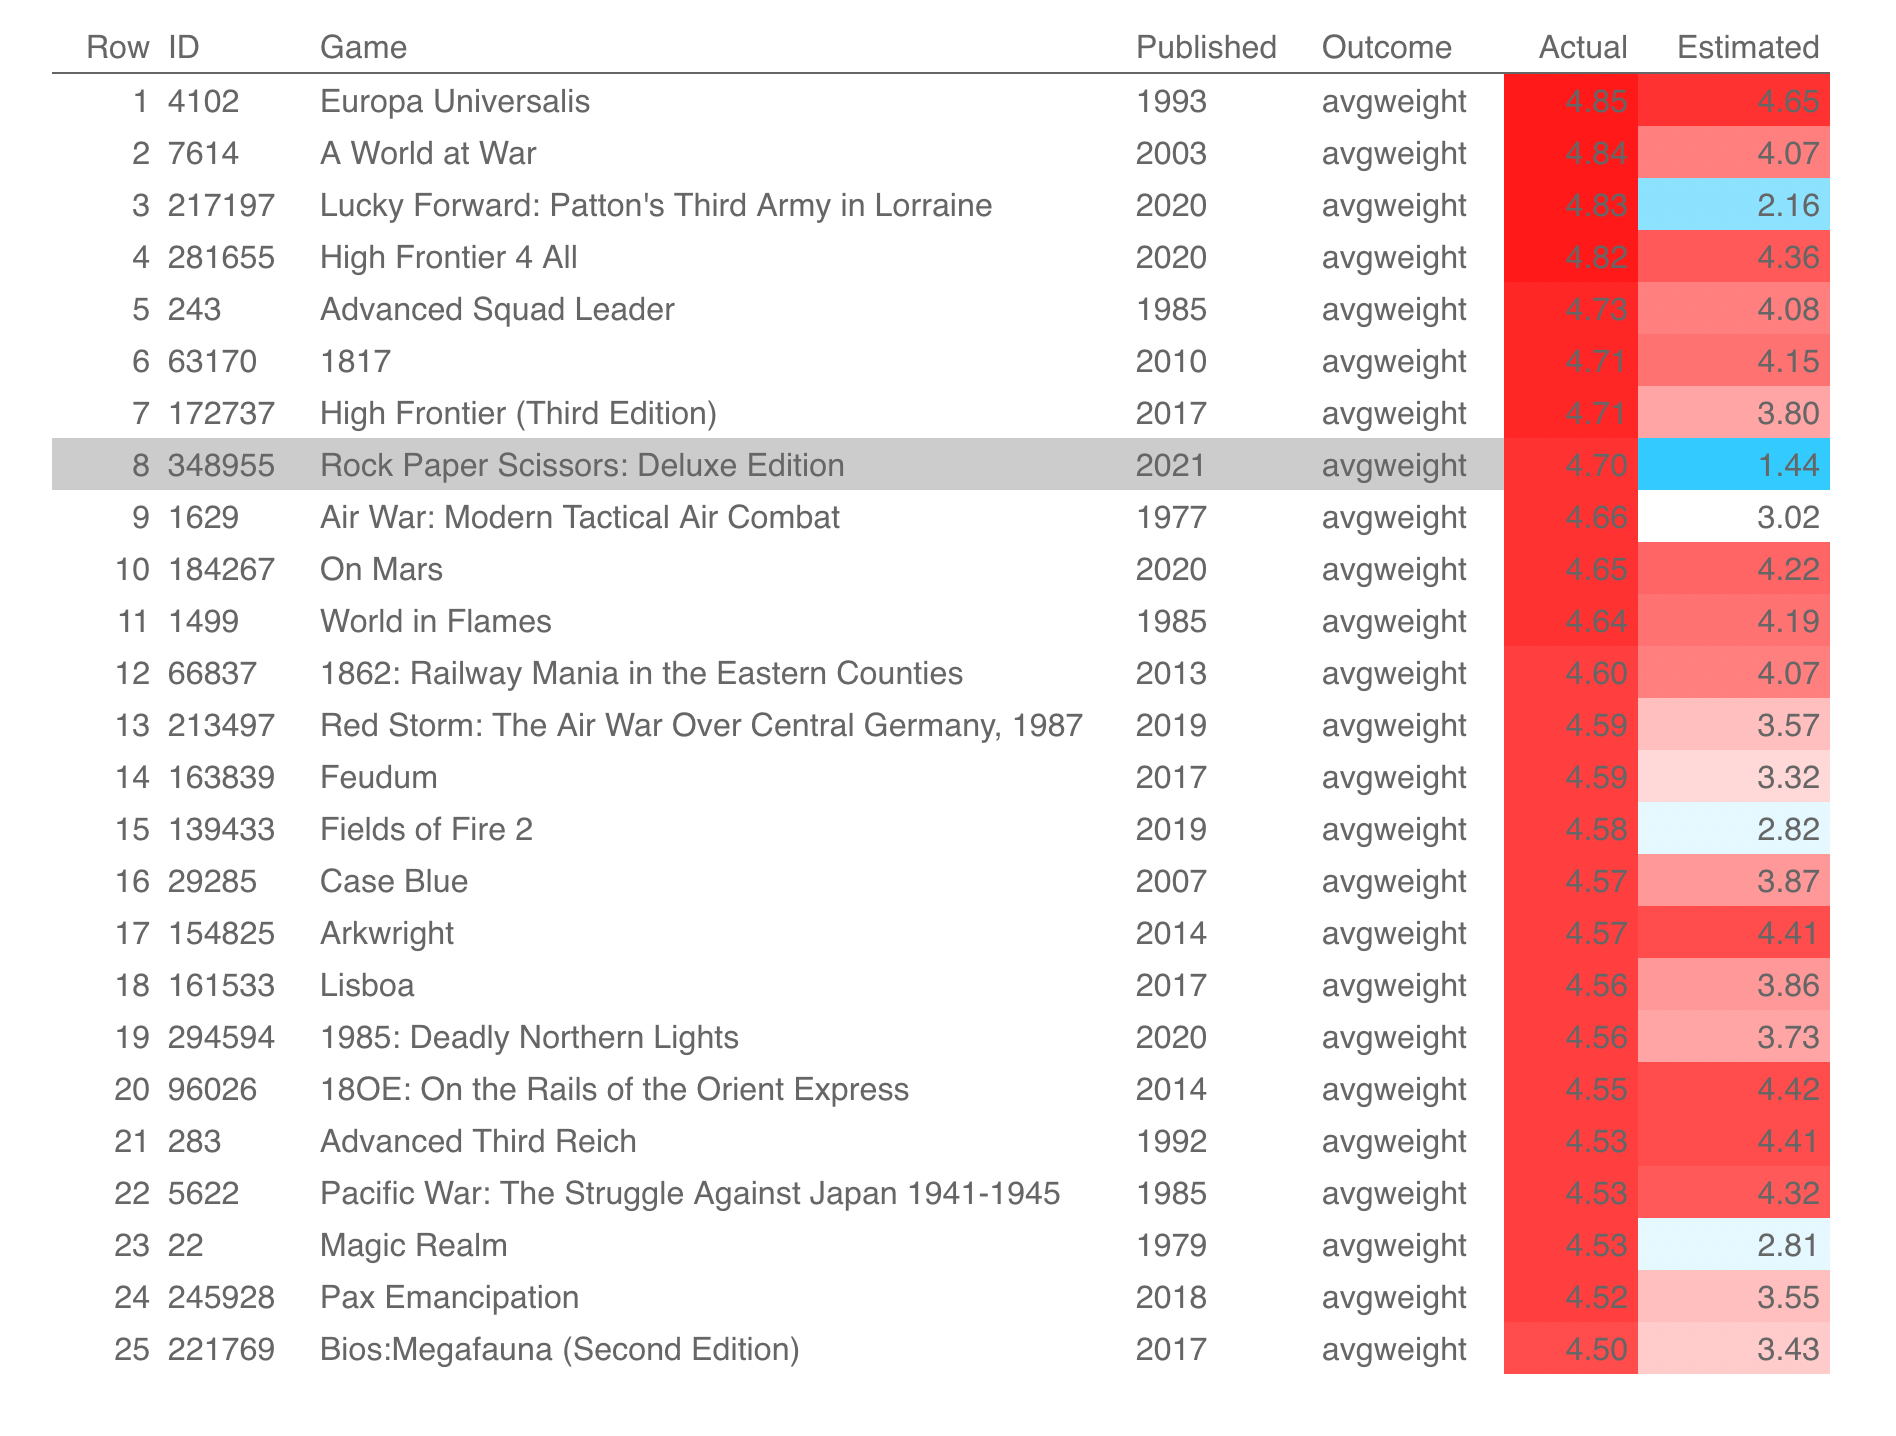 Row ID Game Published Outcome Actual Estimated
1 4102 Europa Universalis 1993 avgweight 4.85 4.65
2 7614 A World at War 2003 avgweight 4.84 4.07
3 217197 Lucky Forward: Patton's Third Army in Lorraine 2020 avgweight 4.83 2.16
4 281655 High Frontier 4 All 2020 avgweight 4.82 4.36
5 243 Advanced Squad Leader 1985 avgweight 4.73 4.08
6 63170 1817 2010 avgweight 4.71 4.15
7 172737 High Frontier (Third Edition) 2017 avgweight 4.71 3.80
8 348955 Rock Paper Scissors: Deluxe Edition 2021 avgweight 4.70 1.44
9 1629 Air War: Modern Tactical Air Combat 1977 avgweight 4.66 3.02
10 184267 On Mars 2020 avgweight 4.65 4.22
11 1499 World in Flames 1985 avgweight 4.64 4.19
12 66837 1862: Railway Mania in the Eastern Counties 2013 avgweight 4.60 4.07
13 213497 Red Storm: The Air War Over Central Germany, 1987 2019 avgweight 4.59 3.57
14 163839 Feudum 2017 avgweight 4.59 3.32
15 139433 Fields of Fire 2 2019 avgweight 4.58 2.82
16 29285 Case Blue 2007 avgweight 4.57 3.87
17 154825 Arkwright 2014 avgweight 4.57 4.41
18 161533 Lisboa 2017 avgweight 4.56 3.86
19 294594 1985: Deadly Northern Lights 2020 avgweight 4.56 3.73
20 96026 18OE: On the Rails of the Orient Express 2014 avgweight 4.55 4.42
21 283 Advanced Third Reich 1992 avgweight 4.53 4.41
22 5622 Pacific War: The Struggle Against Japan 1941-1945 1985 avgweight 4.53 4.32
23 22 Magic Realm 1979 avgweight 4.53 2.81
24 245928 Pax Emancipation 2018 avgweight 4.52 3.55
25 221769 Bios:Megafauna (Second Edition) 2017 avgweight 4.50 3.43